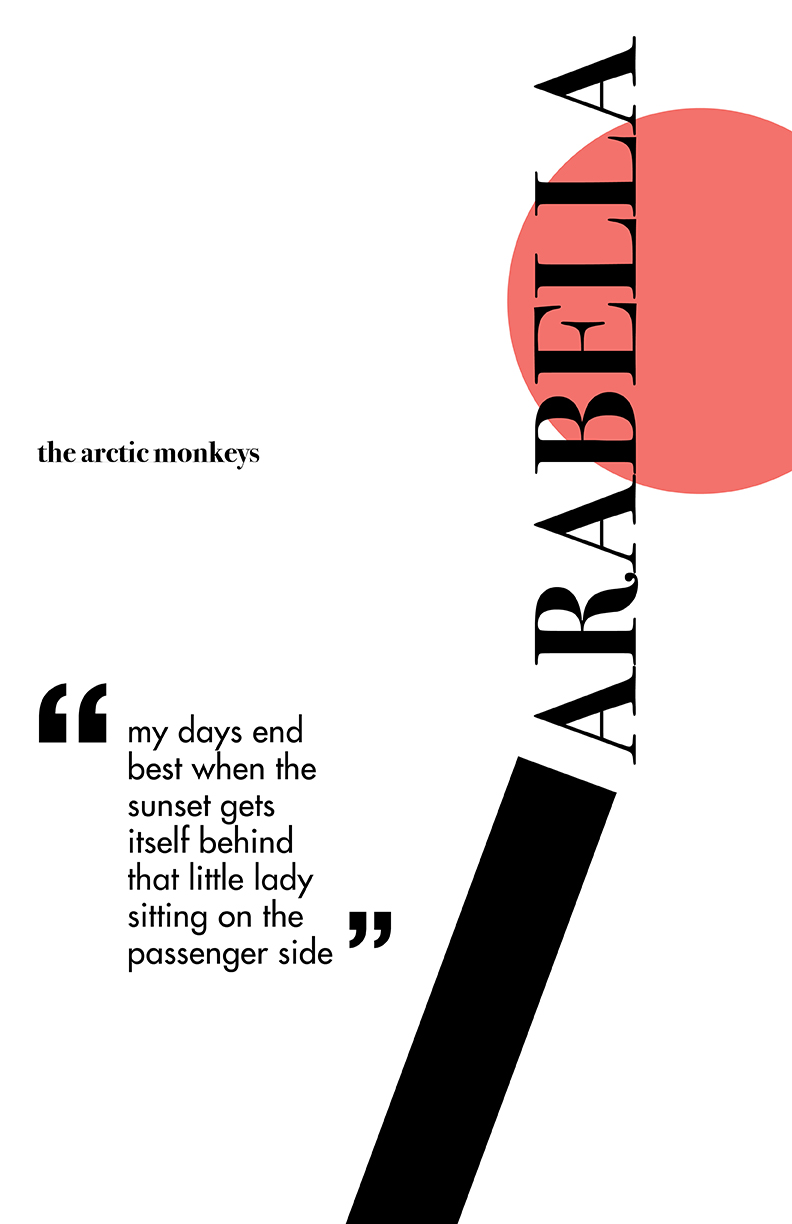 ARABELLA
the arctic monkeys
“ my days end
best when the
sunset gets
itself behind
that little lady
sitting on the
passenger side ”